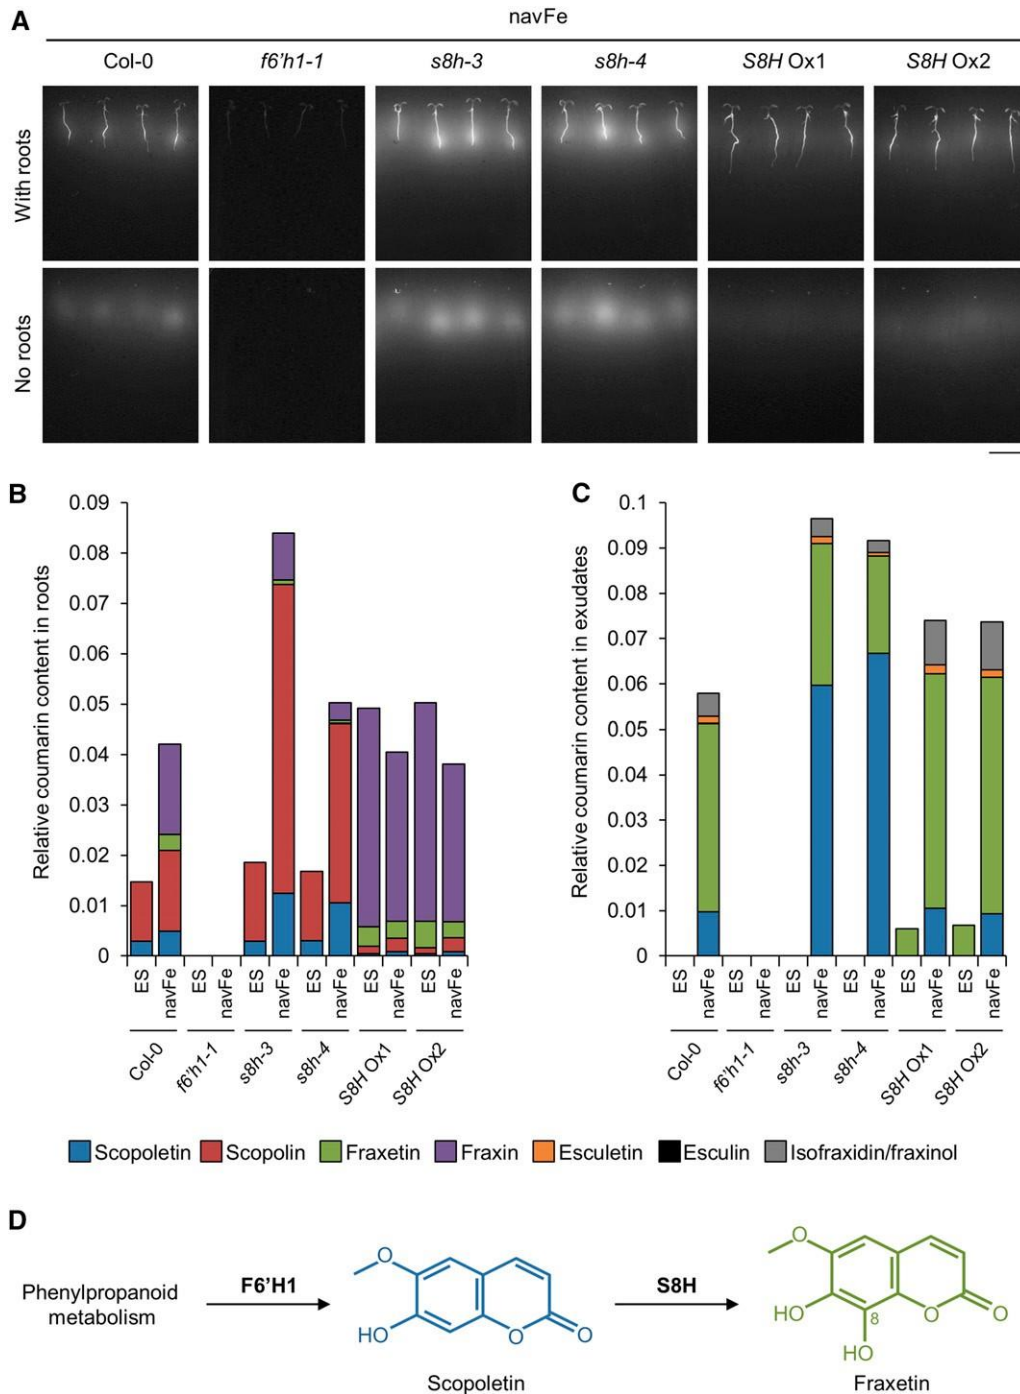 A
navFe
Col-0 f6'h1-1 s8h-3 s8h-4 S8H Ox1 S8H Ox2
With roots
No roots
B
Relative coumarin content in roots
0.09
0.08
0.07
0.06
0.05
0.04
0.03
0.02
0.01
0
ES navFe ES navFe ES navFe ES navFe ES navFe ES navFe
Col-0 f6'h1-1 s8h-3 s8h-4 S8H Ox1 S8H Ox2
C
Relative coumarin content in exudates
0.1
0.09
0.08
0.07
0.06
0.05
0.04
0.03
0.02
0.01
0
ES navFe ES navFe ES navFe ES navFe ES navFe ES navFe
Col-0 f6'h1-1 s8h-3 s8h-4 S8H Ox1 S8H Ox2
Scopoletin Scopolin Fraxetin Fraxin Esculetin Esculin Isofraxidin/fraxinol
D
Phenylpropanoid
metabolism
F6'H1
O
HO
O
O
Scopoletin
S8H
O
HO
8
HO
O
O
Fraxetin